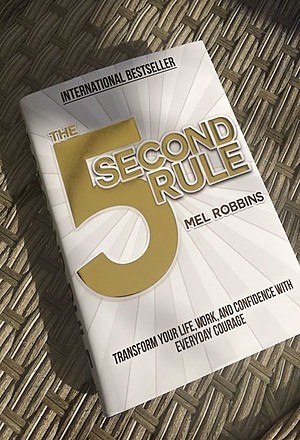 INTERNATIONAL BESTSELLER
THE
5 SECOND
RULE
MEL ROBBINS
TRANSFORM YOUR LIFE, WORK, AND CONFIDENCE WITH
EVERYDAY COURAGE